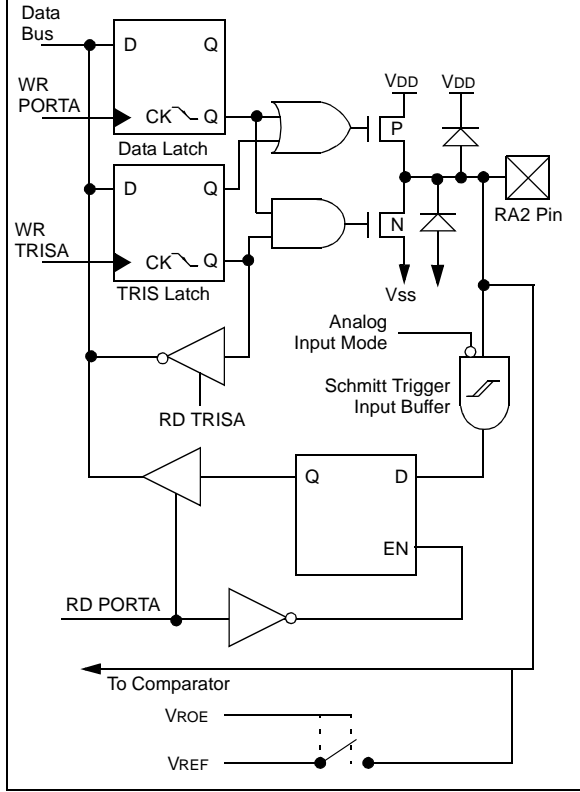 Data
Bus
D
Q
WR
PORTA
CK
Q
VDD
VDD
P
Data Latch
D
Q
RA2 Pin
N
WR
TRISA
CK
Q
TRIS Latch
VSS
Analog
Input Mode
RD TRISA
Schmitt Trigger
Input Buffer
Q
D
EN
RD PORTA
To Comparator
VROE
VREF